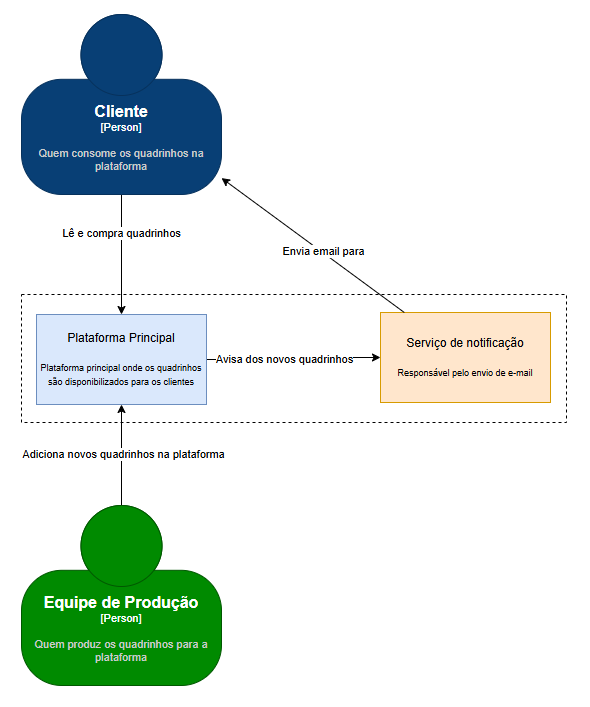 Cliente
[Person]
Quem consome os quadrinhos na
plataforma
Lê e compra quadrinhos
Envia email para
Plataforma Principal
Plataforma principal onde os quadrinhos
são disponibilizados para os clientes
Avisa dos novos quadrinhos
Serviço de notificação
Responsável pelo envio de e-mail
Adiciona novos quadrinhos na plataforma
Equipe de Produção
[Person]
Quem produz os quadrinhos para a
plataforma